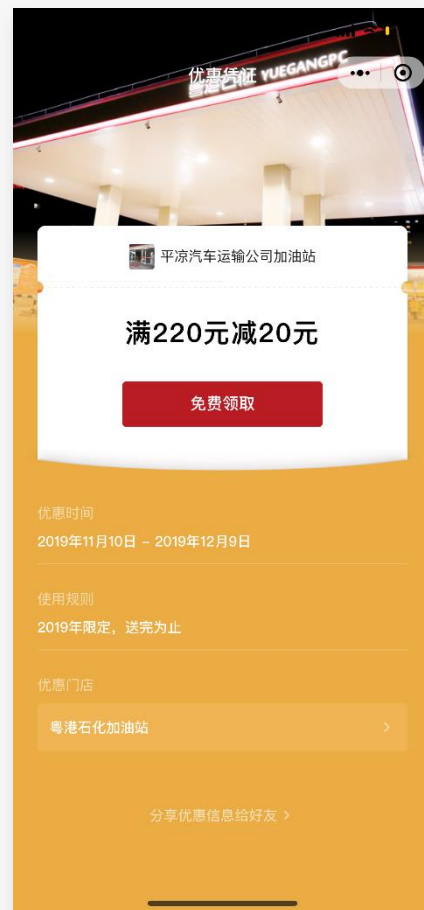 优惠凭证
粤港石化 YUEGANGPC
平凉汽车运输公司加油站
满220元减20元
免费领取
优惠时间
2019年11月10日 - 2019年12月9日
使用规则
2019年限定，送完为止
优惠门店
粤港石化加油站
分享优惠信息给好友